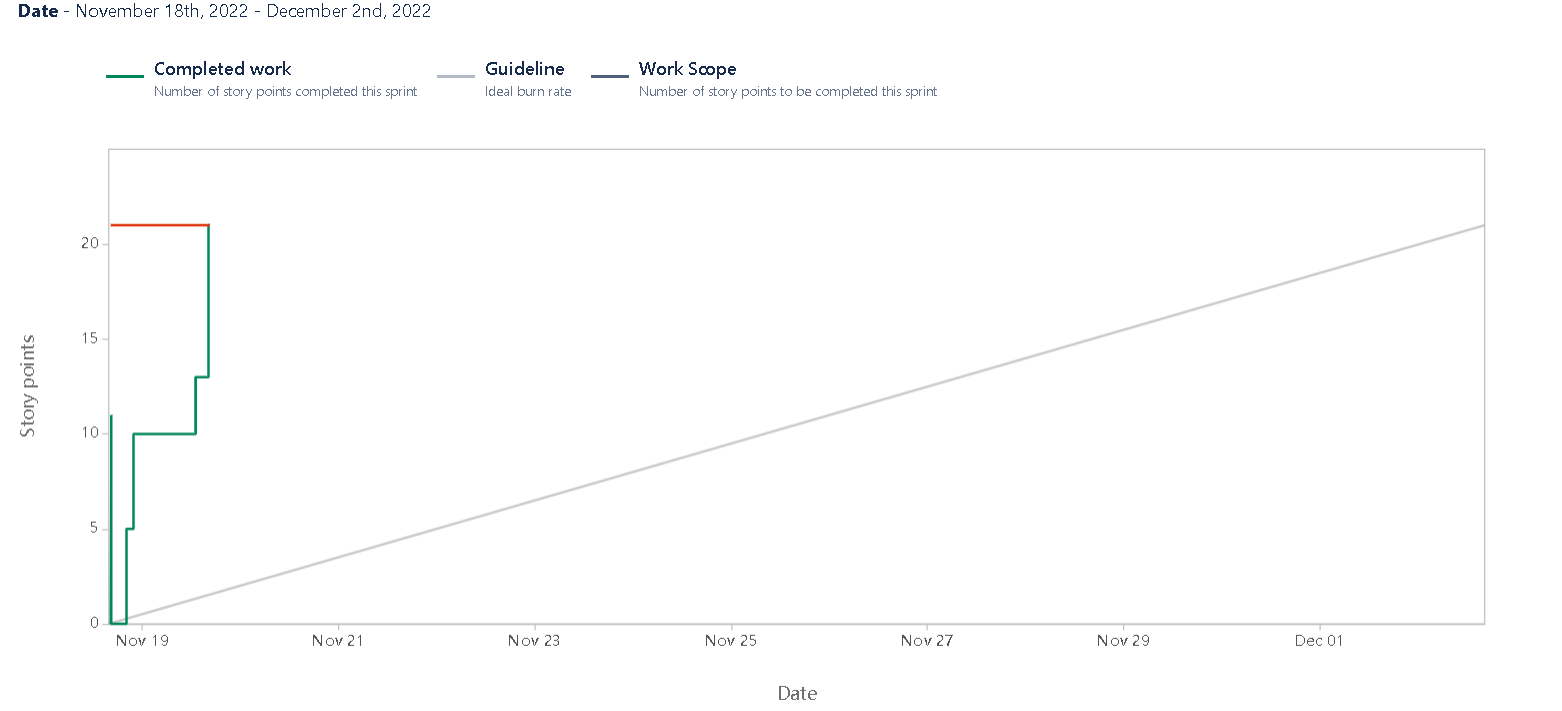 Date - November 18th, 2022 - December 2nd, 2022
Completed work
Number of story points completed this sprint
Guideline
Ideal burn rate
Work Scope
Number of story points to be completed this sprint
Story points
20
15
10
5
0
Nov 19 Nov 21 Nov 23 Nov 25 Nov 27 Nov 29 Dec 01
Date